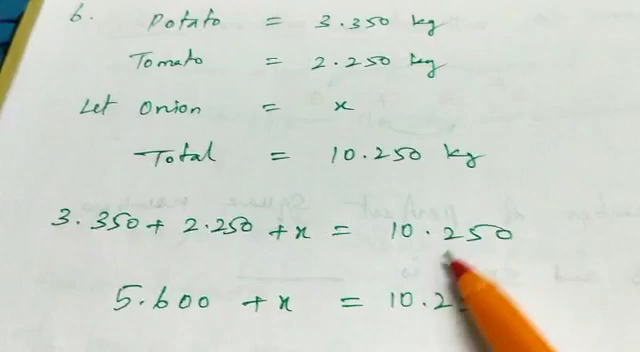 6. Potato = 3.350 kg
Tomato = 2.250 kg
Let onion = x
Total = 10.250 kg
3.350 + 2.250 + x = 10.250
5.600 + x = 10.2